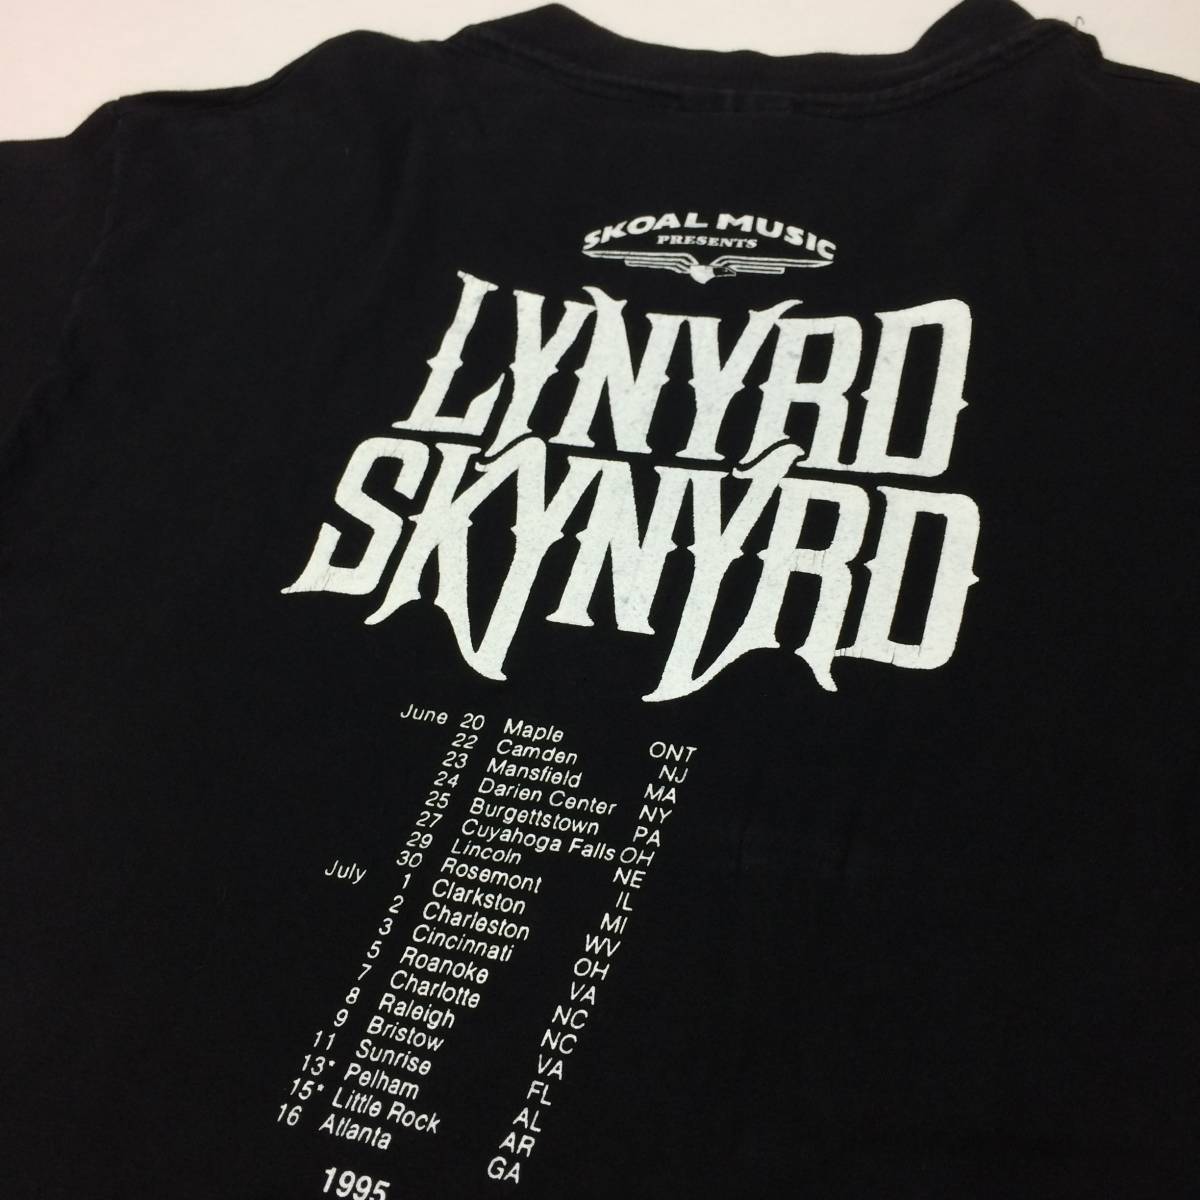 SKOAL MUSIC
PRESENTS
LYNYRD
SKYNYRD
June 20 Maple ONT
22 Camden NJ
23 Mansfield MA
24 Darien Center NY
25 Burgettstown PA
27 Cuyahoga Falls OH
29 Lincoln NE
30 Rosemont IL
July 1 Clarkston MI
2 Charleston WV
3 Cincinnati OH
5 Roanoke VA
7 Charlotte NC
8 Raleigh NC
9 Bristow VA
11 Sunrise FL
13* Pelham AL
15* Little Rock AR
16 Atlanta GA
1995